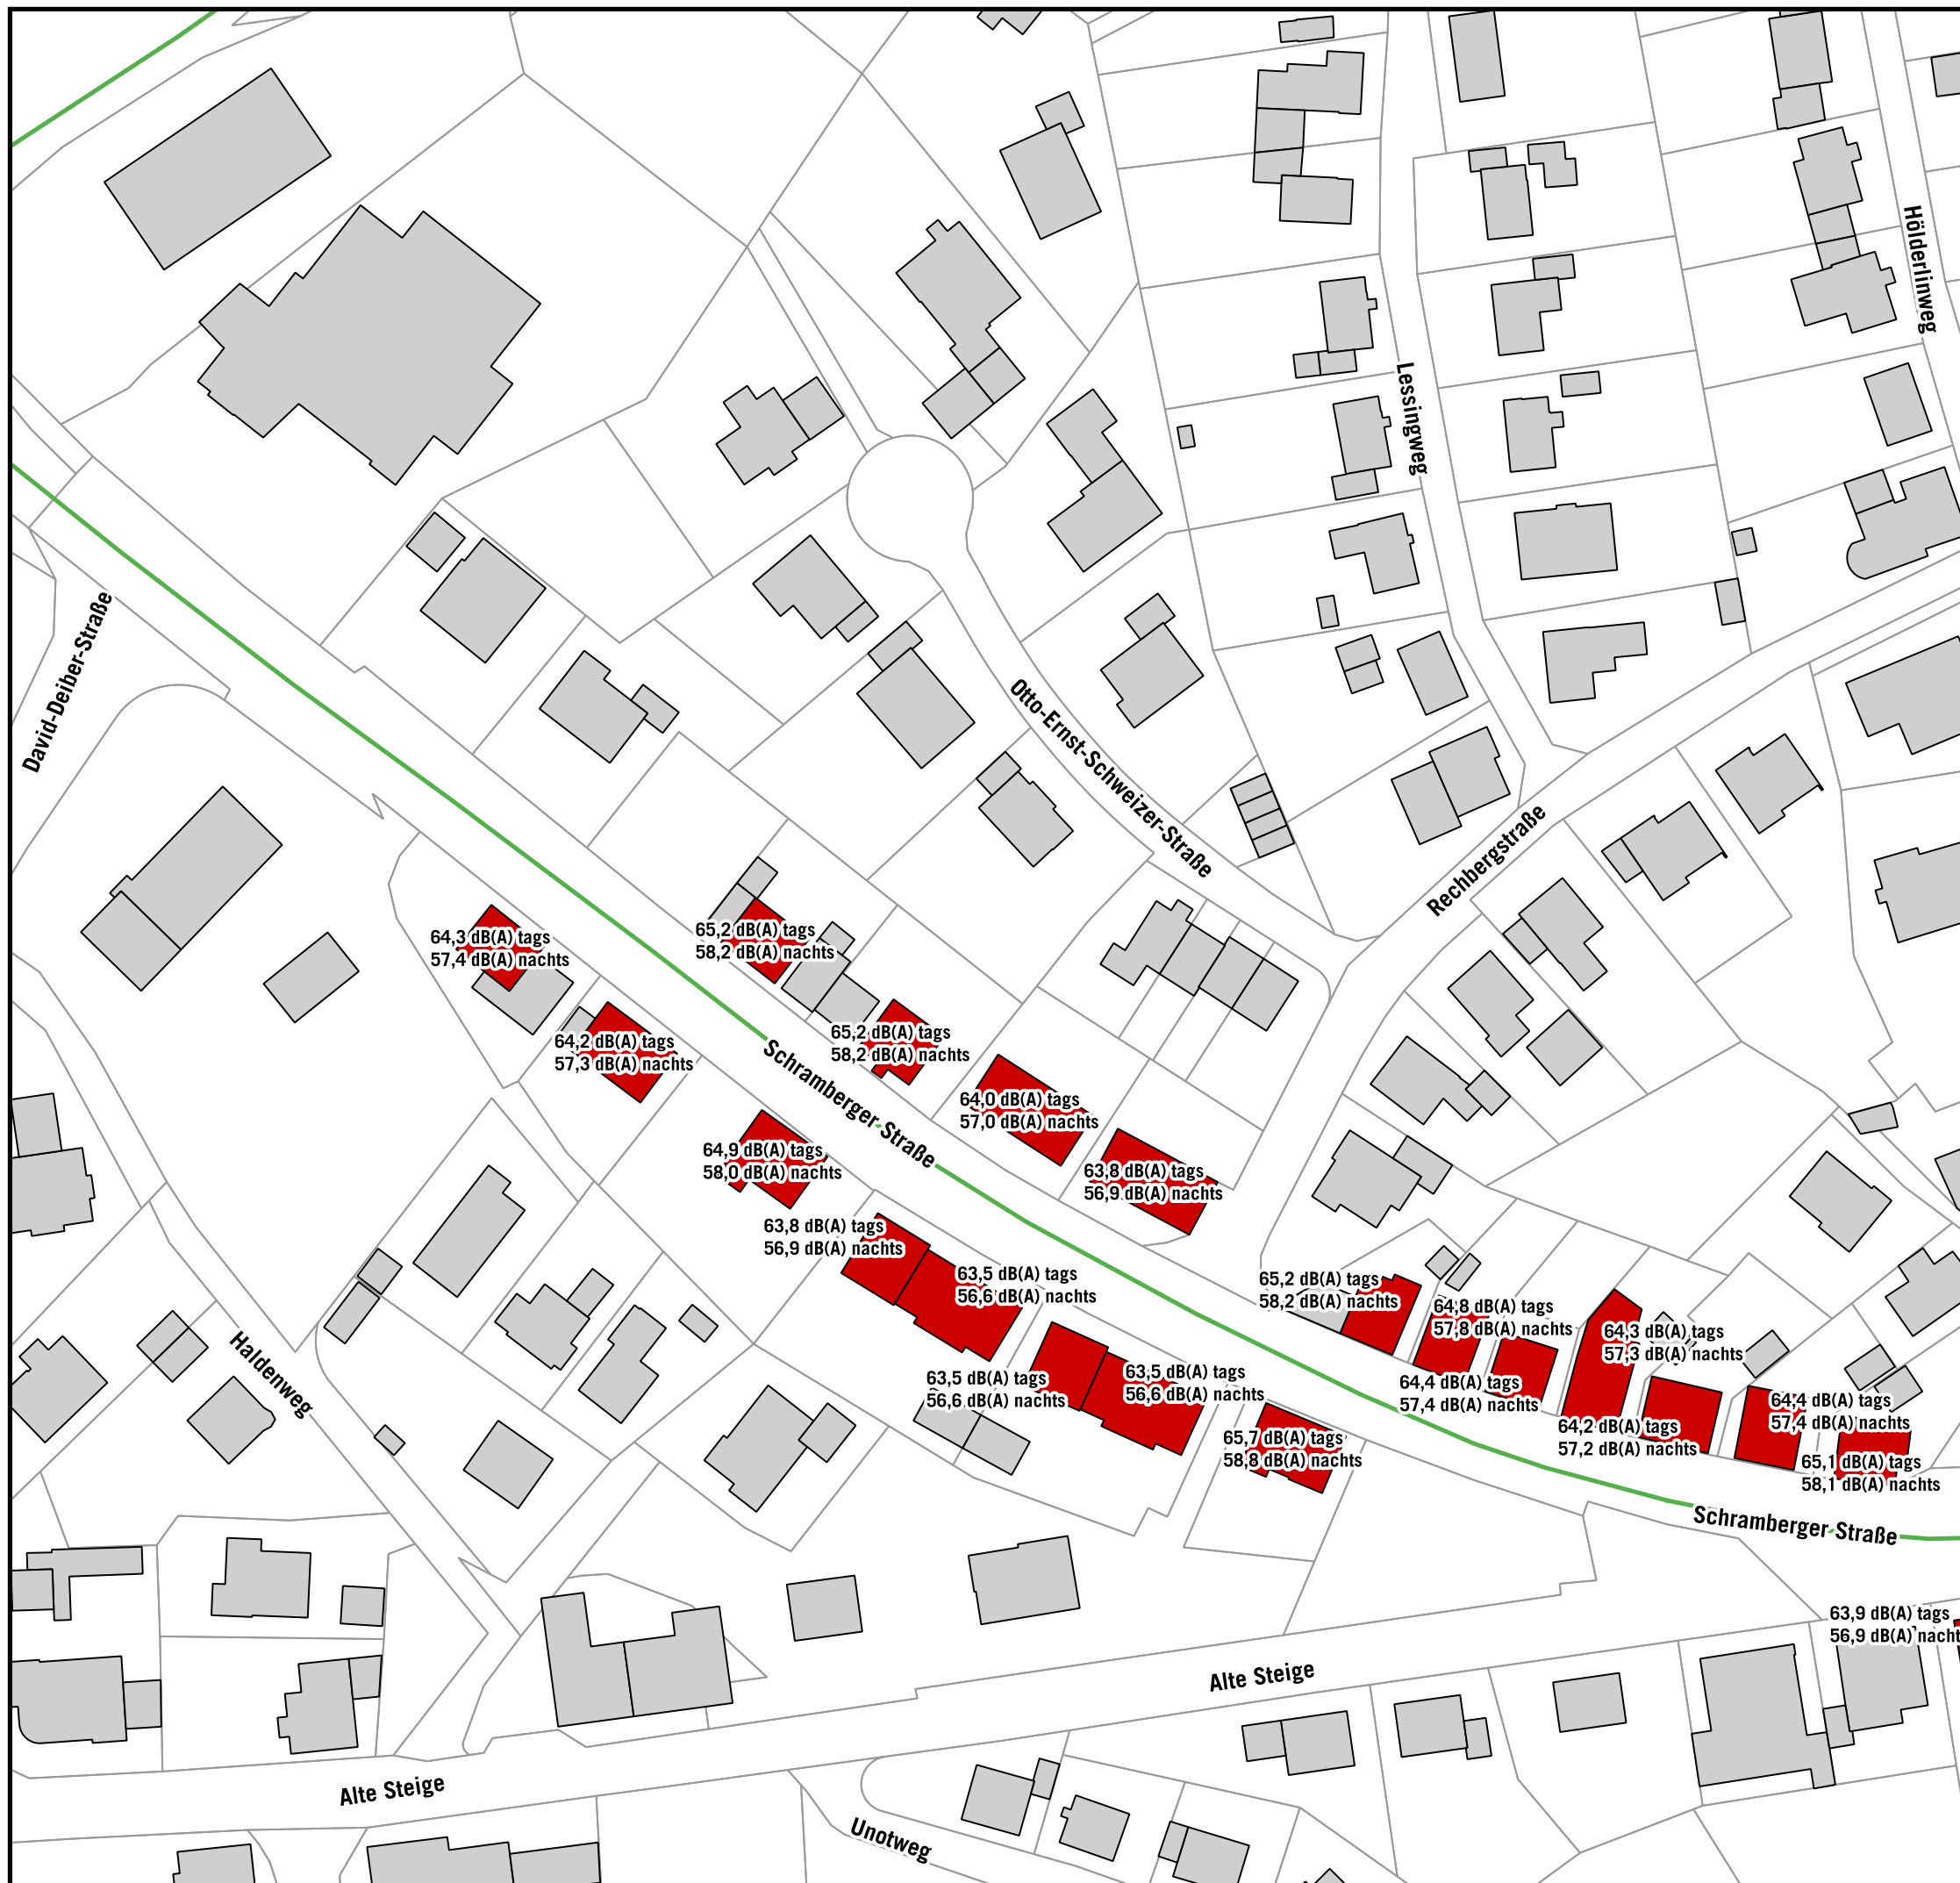 Hölderlinweg
Lessingweg
David-Deiber-Straße
Otto-Ernst-Schweizer-Straße
Rechbergstraße
64,3 dB(A) tags
57,4 dB(A) nachts
65,2 dB(A) tags
58,2 dB(A) nachts
64,2 dB(A) tags
57,3 dB(A) nachts
65,2 dB(A) tags
58,2 dB(A) nachts
Schramberger-Straße
64,0 dB(A) tags
57,0 dB(A) nachts
64,9 dB(A) tags
58,0 dB(A) nachts
63,8 dB(A) tags
56,9 dB(A) nachts
63,8 dB(A) tags
56,9 dB(A) nachts
63,5 dB(A) tags
56,6 dB(A) nachts
65,2 dB(A) tags
58,2 dB(A) nachts
64,8 dB(A) tags
57,8 dB(A) nachts
64,3 dB(A) tags
57,3 dB(A) nachts
Haldenweg
63,5 dB(A) tags
56,6 dB(A) nachts
63,5 dB(A) tags
56,6 dB(A) nachts
64,4 dB(A) tags
57,4 dB(A) nachts
64,4 dB(A) tags
57,4 dB(A) nachts
65,7 dB(A) tags
58,8 dB(A) nachts
64,2 dB(A) tags
57,2 dB(A) nachts
65,1 dB(A) tags
58,1 dB(A) nachts
Schramberger-Straße
63,9 dB(A) tags
56,9 dB(A) nacht
Alte Steige
Alte Steige
Unotweg